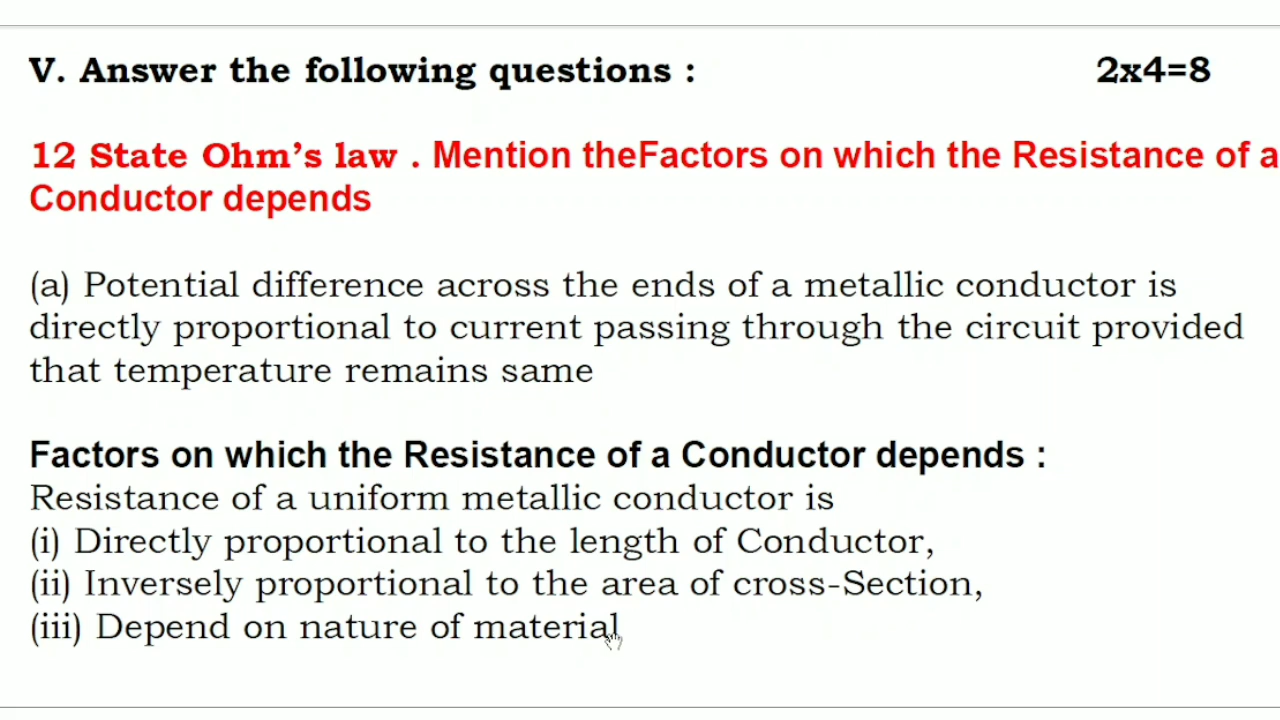 V. Answer the following questions : 2x4=8
12 State Ohm’s law . Mention theFactors on which the Resistance of a
Conductor depends
(a) Potential difference across the ends of a metallic conductor is
directly proportional to current passing through the circuit provided
that temperature remains same
Factors on which the Resistance of a Conductor depends :
Resistance of a uniform metallic conductor is
(i) Directly proportional to the length of Conductor,
(ii) Inversely proportional to the area of cross-Section,
(iii) Depend on nature of material